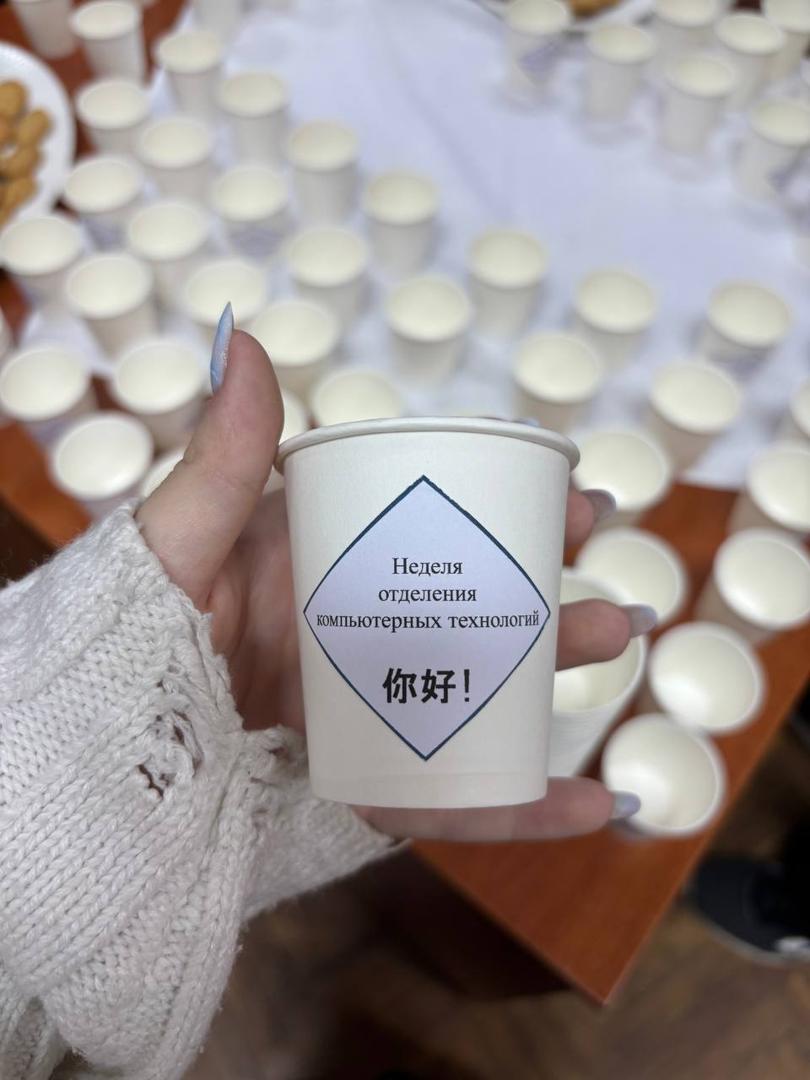 Неделя
отделения
компьютерных технологий
你好!